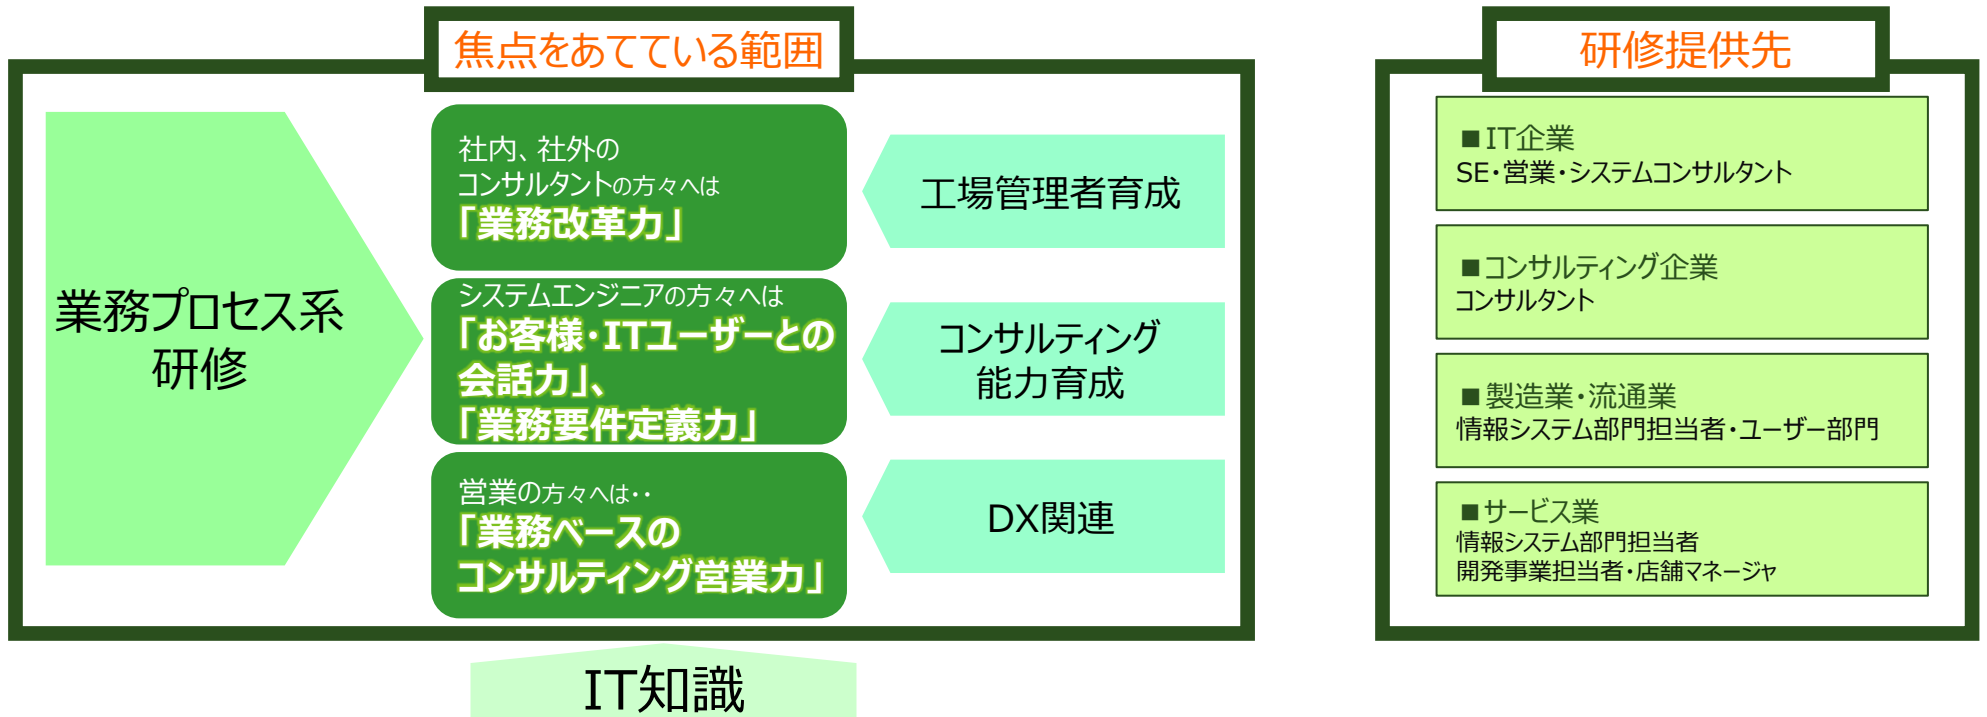 焦点をあてている範囲
業務プロセス系
研修
社内、社外の
コンサルタントの方々へは
「業務改革力」
システムエンジニアの方々へは
「お客様・ITユーザーとの
会話力」、
「業務要件定義力」
営業の方々へは・・
「業務ベースの
コンサルティング営業力」
工場管理者育成
コンサルティング
能力育成
DX関連
IT知識
研修提供先
■IT企業
SE・営業・システムコンサルタント
■コンサルティング企業
コンサルタント
■製造業・流通業
情報システム部門担当者・ユーザー部門
■サービス業
情報システム部門担当者
開発事業担当者・店舗マネージャ